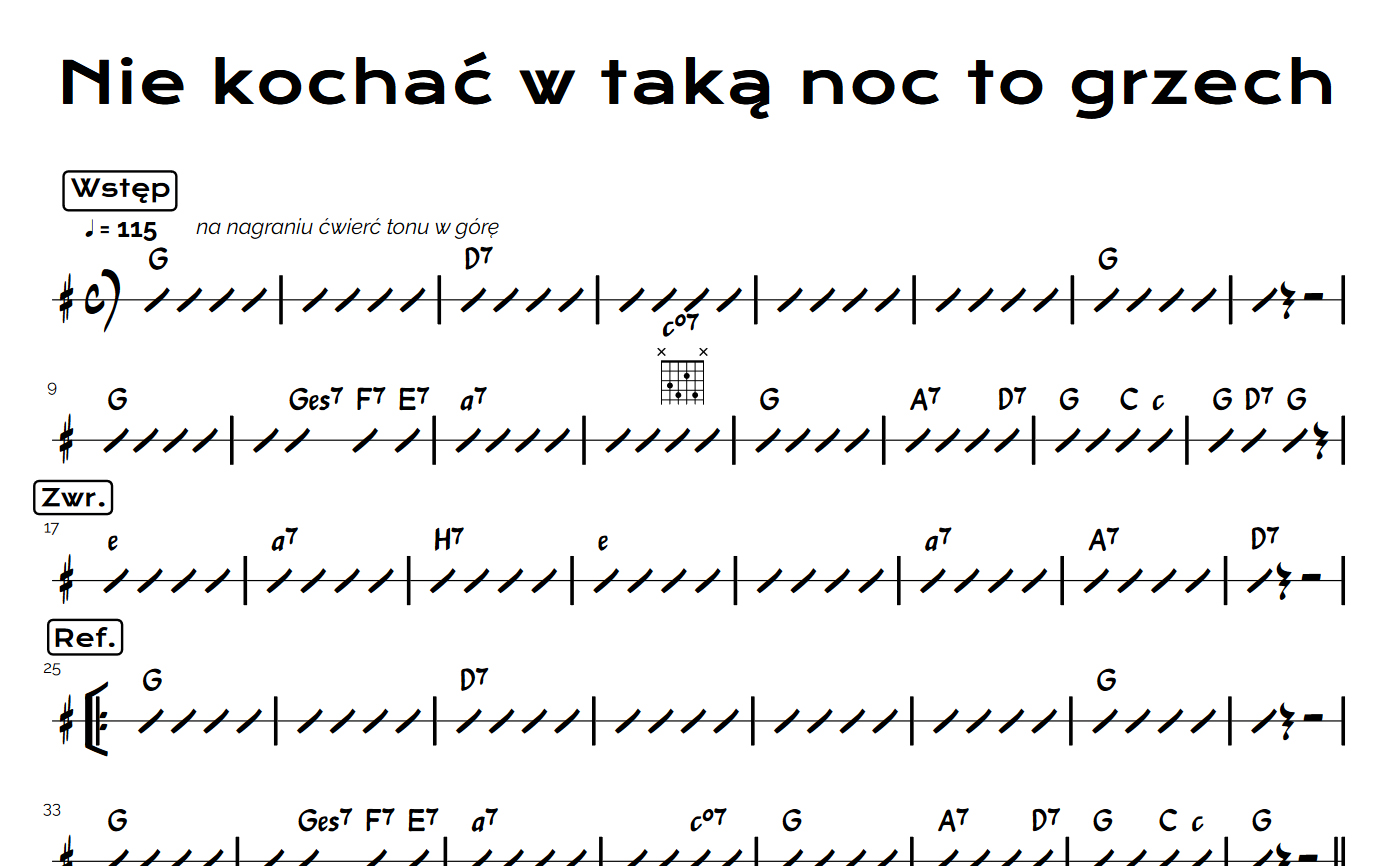 Nie kochać w taką noc to grzech
Wstęp
♩ = 115 na nagraniu ćwierć tonu w górę
G D7 G
co7
9
G Ges7 F7 E7 a7 G A7 D7 G C c G D7 G
Zwr.
17
e a7 H7 e a7 A7 D7
Ref.
25
G D7 G
33
G Ges7 F7 E7 a7 co7 G A7 D7 G C c G